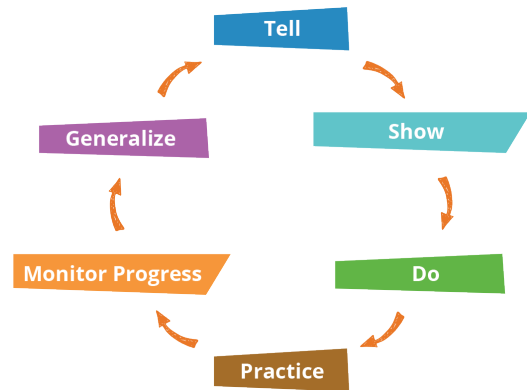 Tell
Show
Do
Practice
Monitor Progress
Generalize